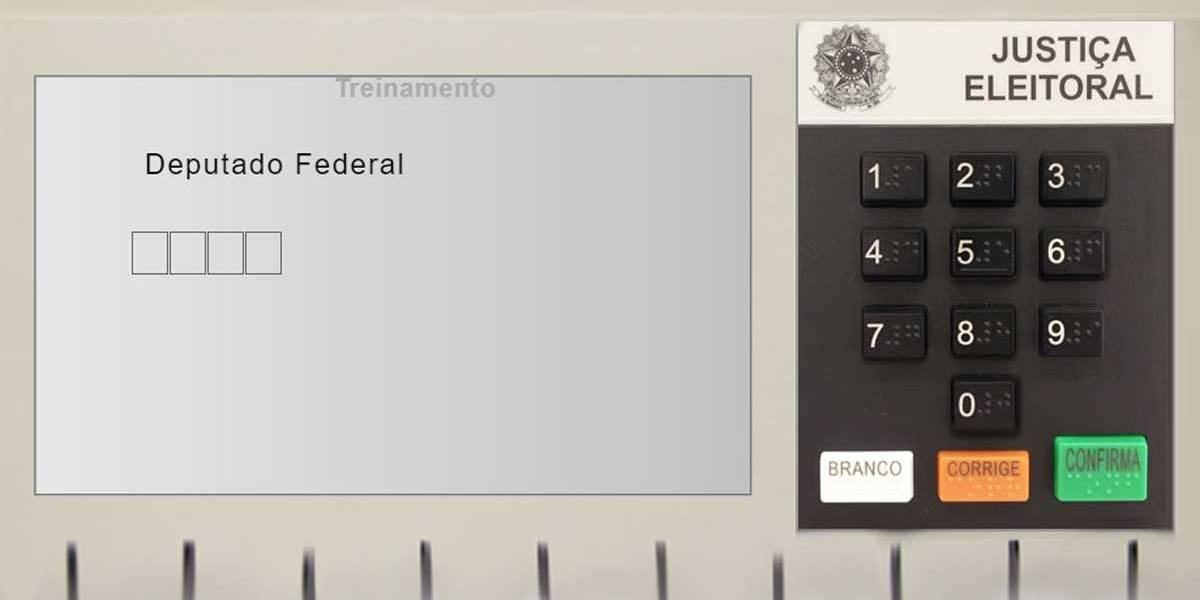 Treinamento
Deputado Federal
JUSTIÇA
ELEITORAL
1 2 3
4 5 6
7 8 9
0
BRANCO CORRIGE CONFIRMA